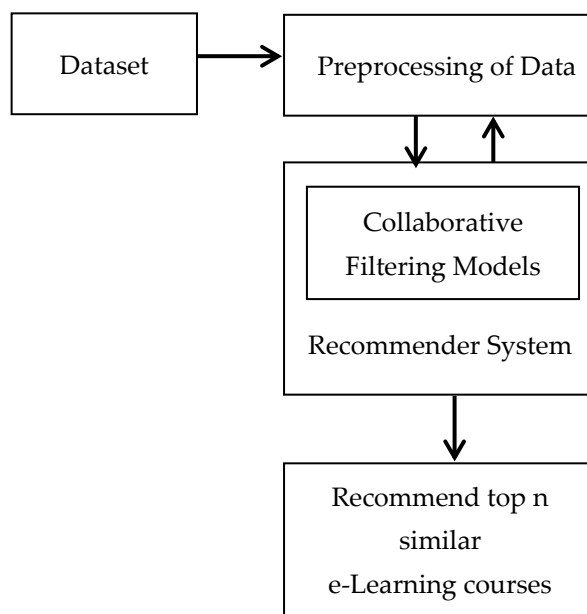 Dataset
Preprocessing of Data
Collaborative
Filtering Models
Recommender System
Recommend top n
similar
e-Learning courses